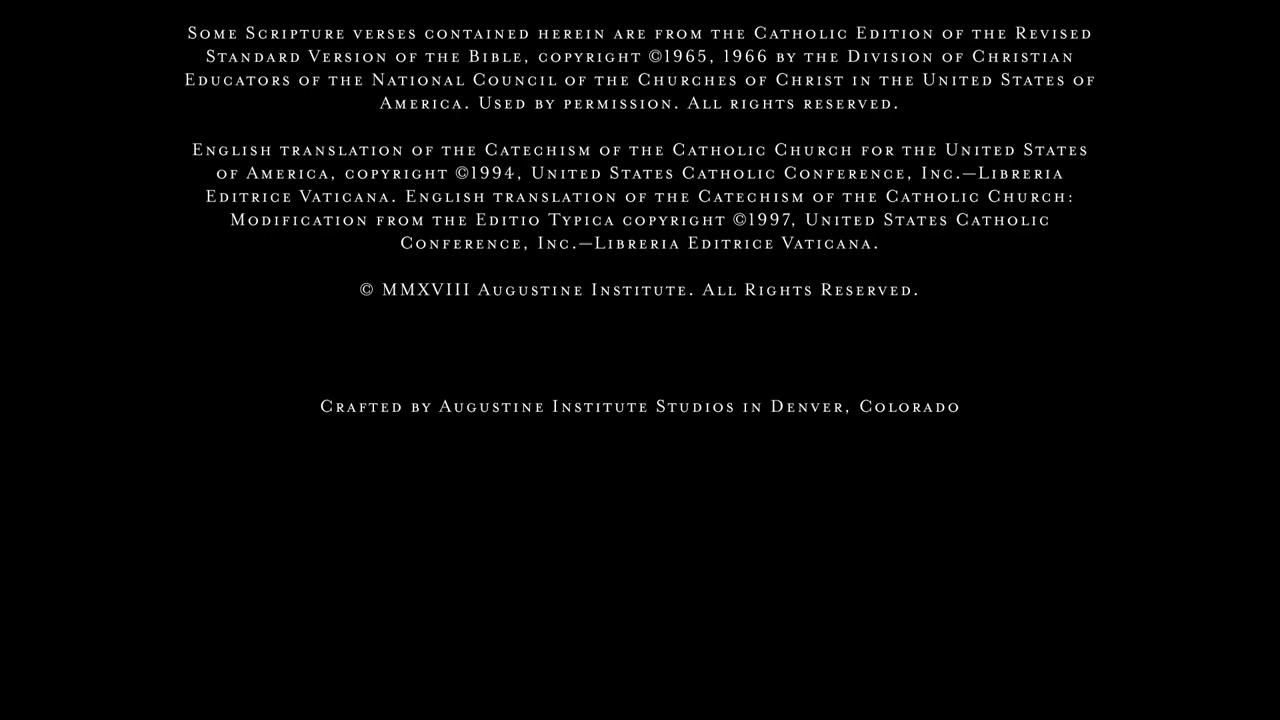 Some Scripture verses contained herein are from the Catholic Edition of the Revised
Standard Version of the Bible, copyright ©1965, 1966 by the Division of Christian
Educators of the National Council of the Churches of Christ in the United States of
America. Used by permission. All rights reserved.
English translation of the Catechism of the Catholic Church for the United States
of America, copyright ©1994, United States Catholic Conference, Inc.—Libreria
Editrice Vaticana. English translation of the Catechism of the Catholic Church:
Modification from the Editio Typica copyright ©1997, United States Catholic
Conference, Inc.—Libreria Editrice Vaticana.
© MMXVIII Augustine Institute. All Rights Reserved.
Crafted by Augustine Institute Studios in Denver, Colorado